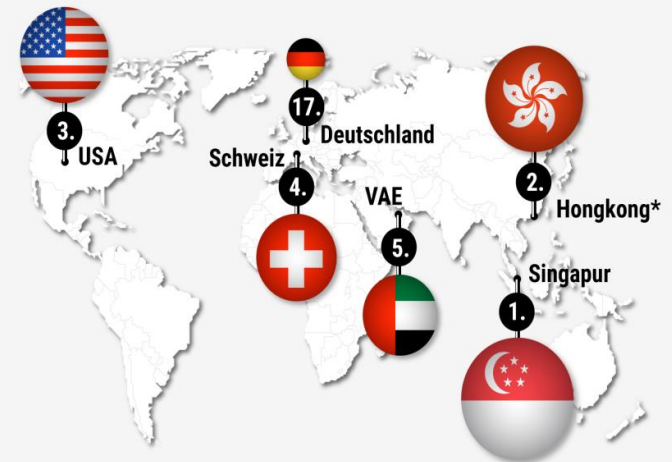 3.
USA
17.
Deutschland
Schweiz
4.
VAE
5.
2.
Hongkong*
Singapur
1.